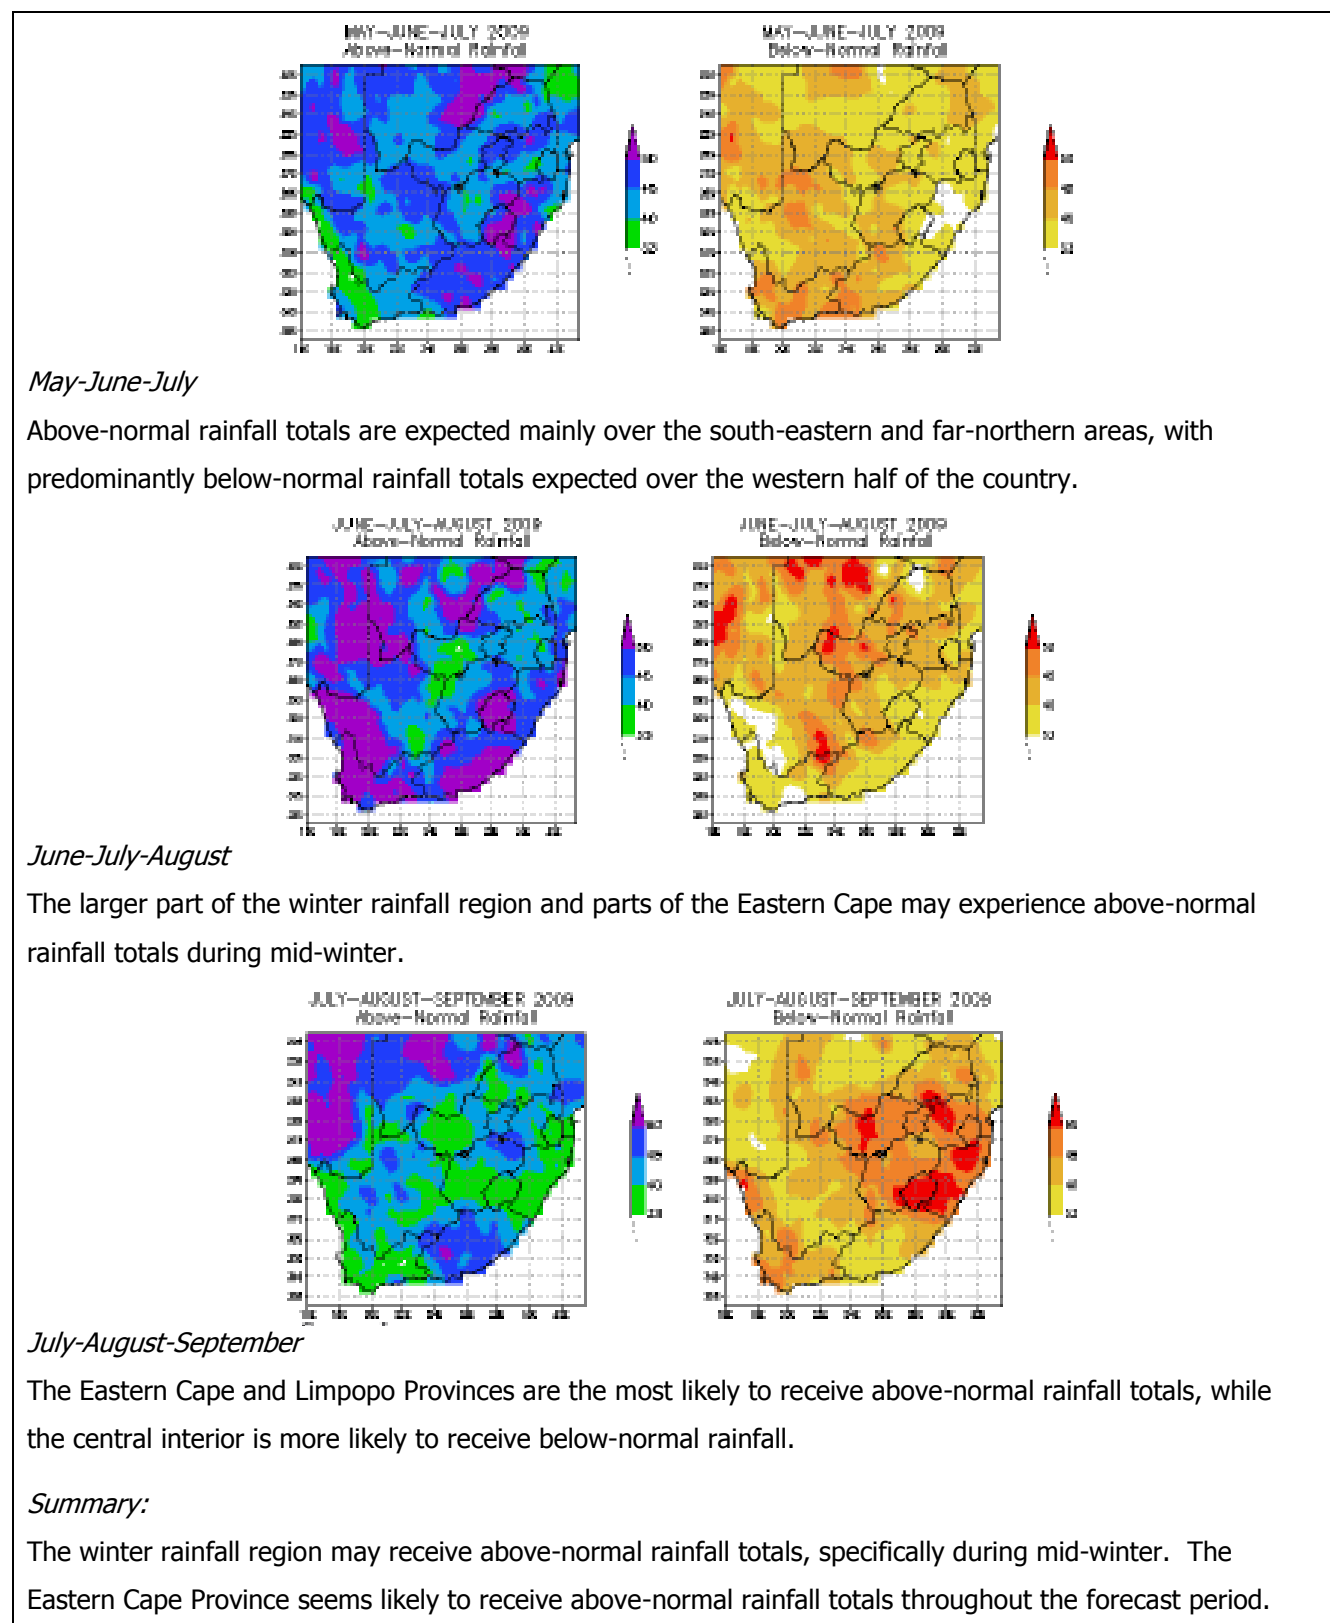 MAY-JUNE-JULY 2009
Above-Normal Rainfall
MAY-JUNE-JULY 2009
Below-Normal Rainfall
May-June-July
Above-normal rainfall totals are expected mainly over the south-eastern and far-northern areas, with
predominantly below-normal rainfall totals expected over the western half of the country.
JUNE-JULY-AUGUST 2009
Above-Normal Rainfall
JUNE-JULY-AUGUST 2009
Below-Normal Rainfall
June-July-August
The larger part of the winter rainfall region and parts of the Eastern Cape may experience above-normal
rainfall totals during mid-winter.
JULY-AUGUST-SEPTEMBER 2009
Above-Normal Rainfall
JULY-AUGUST-SEPTEMBER 2009
Below-Normal Rainfall
July-August-September
The Eastern Cape and Limpopo Provinces are the most likely to receive above-normal rainfall totals, while
the central interior is more likely to receive below-normal rainfall.
Summary:
The winter rainfall region may receive above-normal rainfall totals, specifically during mid-winter.  The
Eastern Cape Province seems likely to receive above-normal rainfall totals throughout the forecast period.